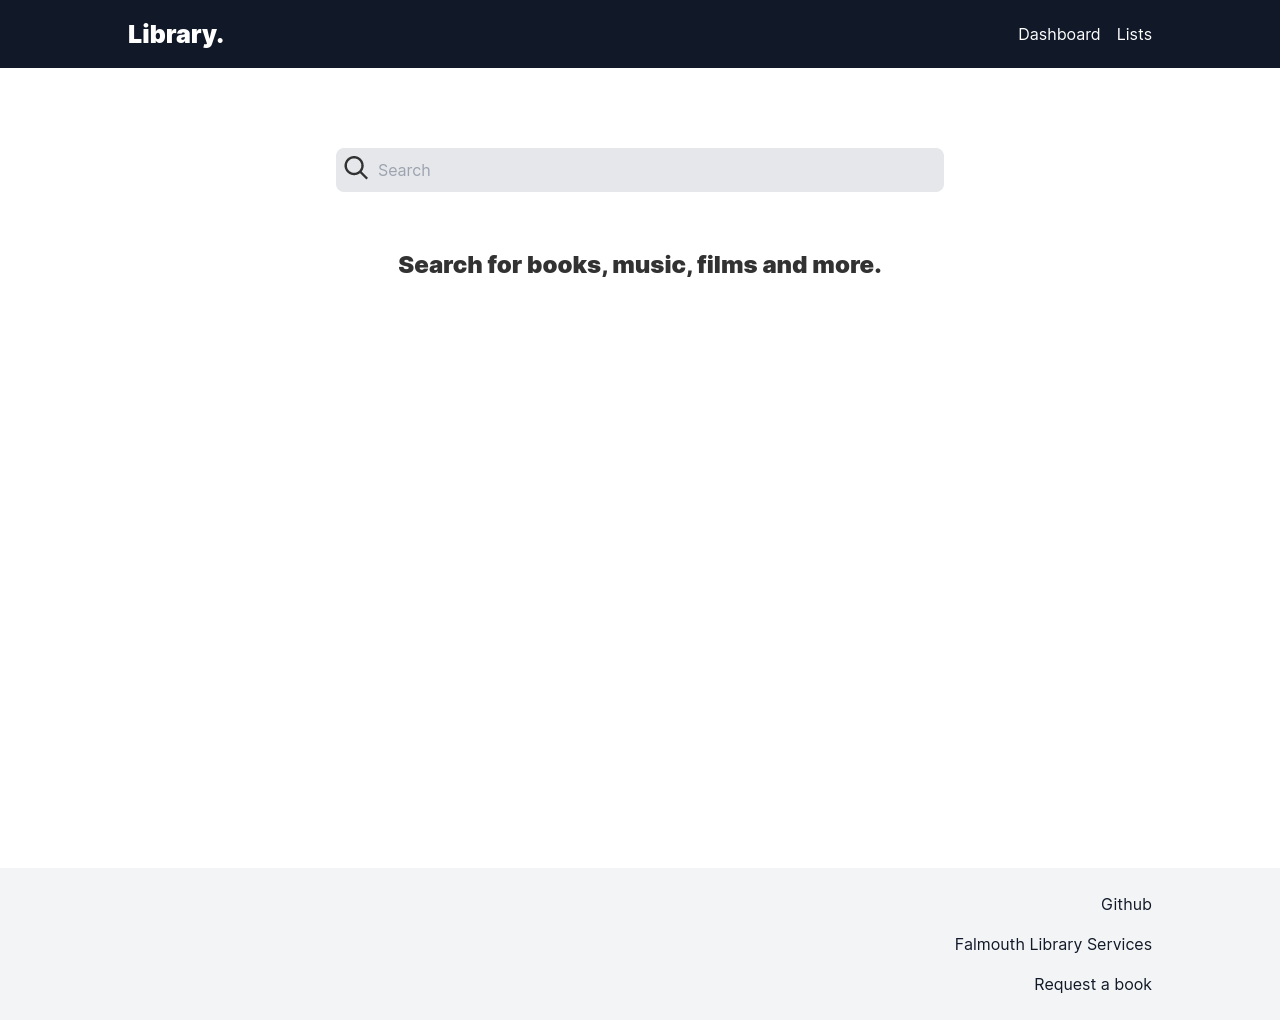 Library.
Dashboard Lists
Search
Search for books, music, films and more.
Github
Falmouth Library Services
Request a book